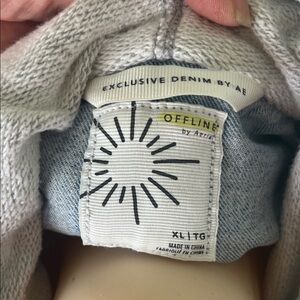 EXCLUSIVE DENIM BY AE
OFFLINE
by Aerie
XL | TG
MADE IN CHINA
FABRIQUÉ EN CHINE